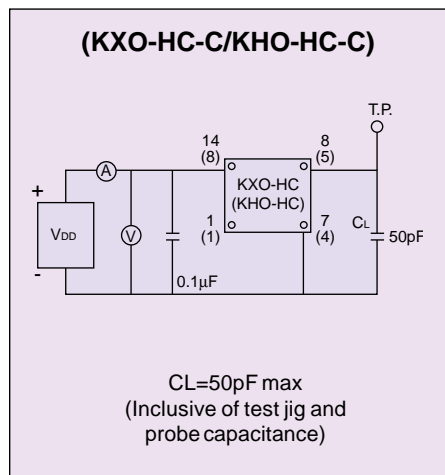 (KXO-HC-C/KHO-HC-C)
T.P.
14
(8)
8
(5)
A
KXO-HC
(KHO-HC)
+
1
(1)
7
(4)
CL
50pF
VDD
V
-
0.1μF
CL=50pF max
(Inclusive of test jig and
probe capacitance)